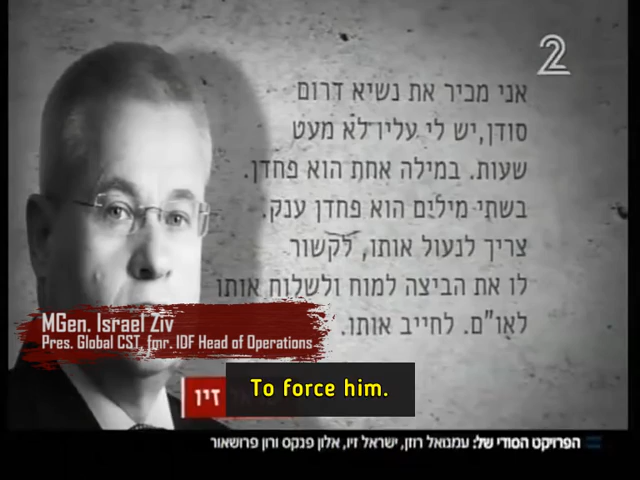 2
אני מכיר את נשיא דרום
סודן, יש לי עליו לא מעט
שעות. במילה אחת הוא פחדן.
בשתי מילים הוא פחדן ענק.
צריך לנעול אותו, לקשור
לו את הביצה למוח ולשלוח אותו
לאו"ם. לחייב אותו.
MGen. Israel Ziv
Pres. Global CST, fmr. IDF Head of Operations
זיו
To force him.
הפרויקט הסודי של: עמנואל רוזן, ישראל זיו, אלון פנקס ורון פרושאור